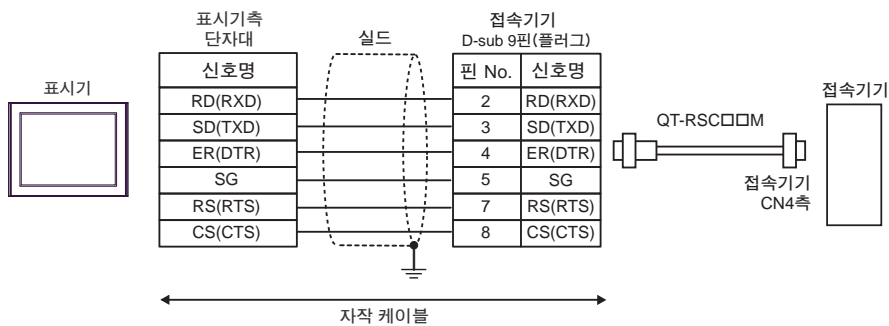 표시기
표시기측
단자대
신호명
RD(RXD)
SD(TXD)
ER(DTR)
SG
RS(RTS)
CS(CTS)
실드
접속기기
D-sub 9핀(플러그)
핀 No. 신호명
2 RD(RXD)
3 SD(TXD)
4 ER(DTR)
5 SG
7 RS(RTS)
8 CS(CTS)
자작 케이블
QT-RSC□□M
접속기기
CN4측
접속기기